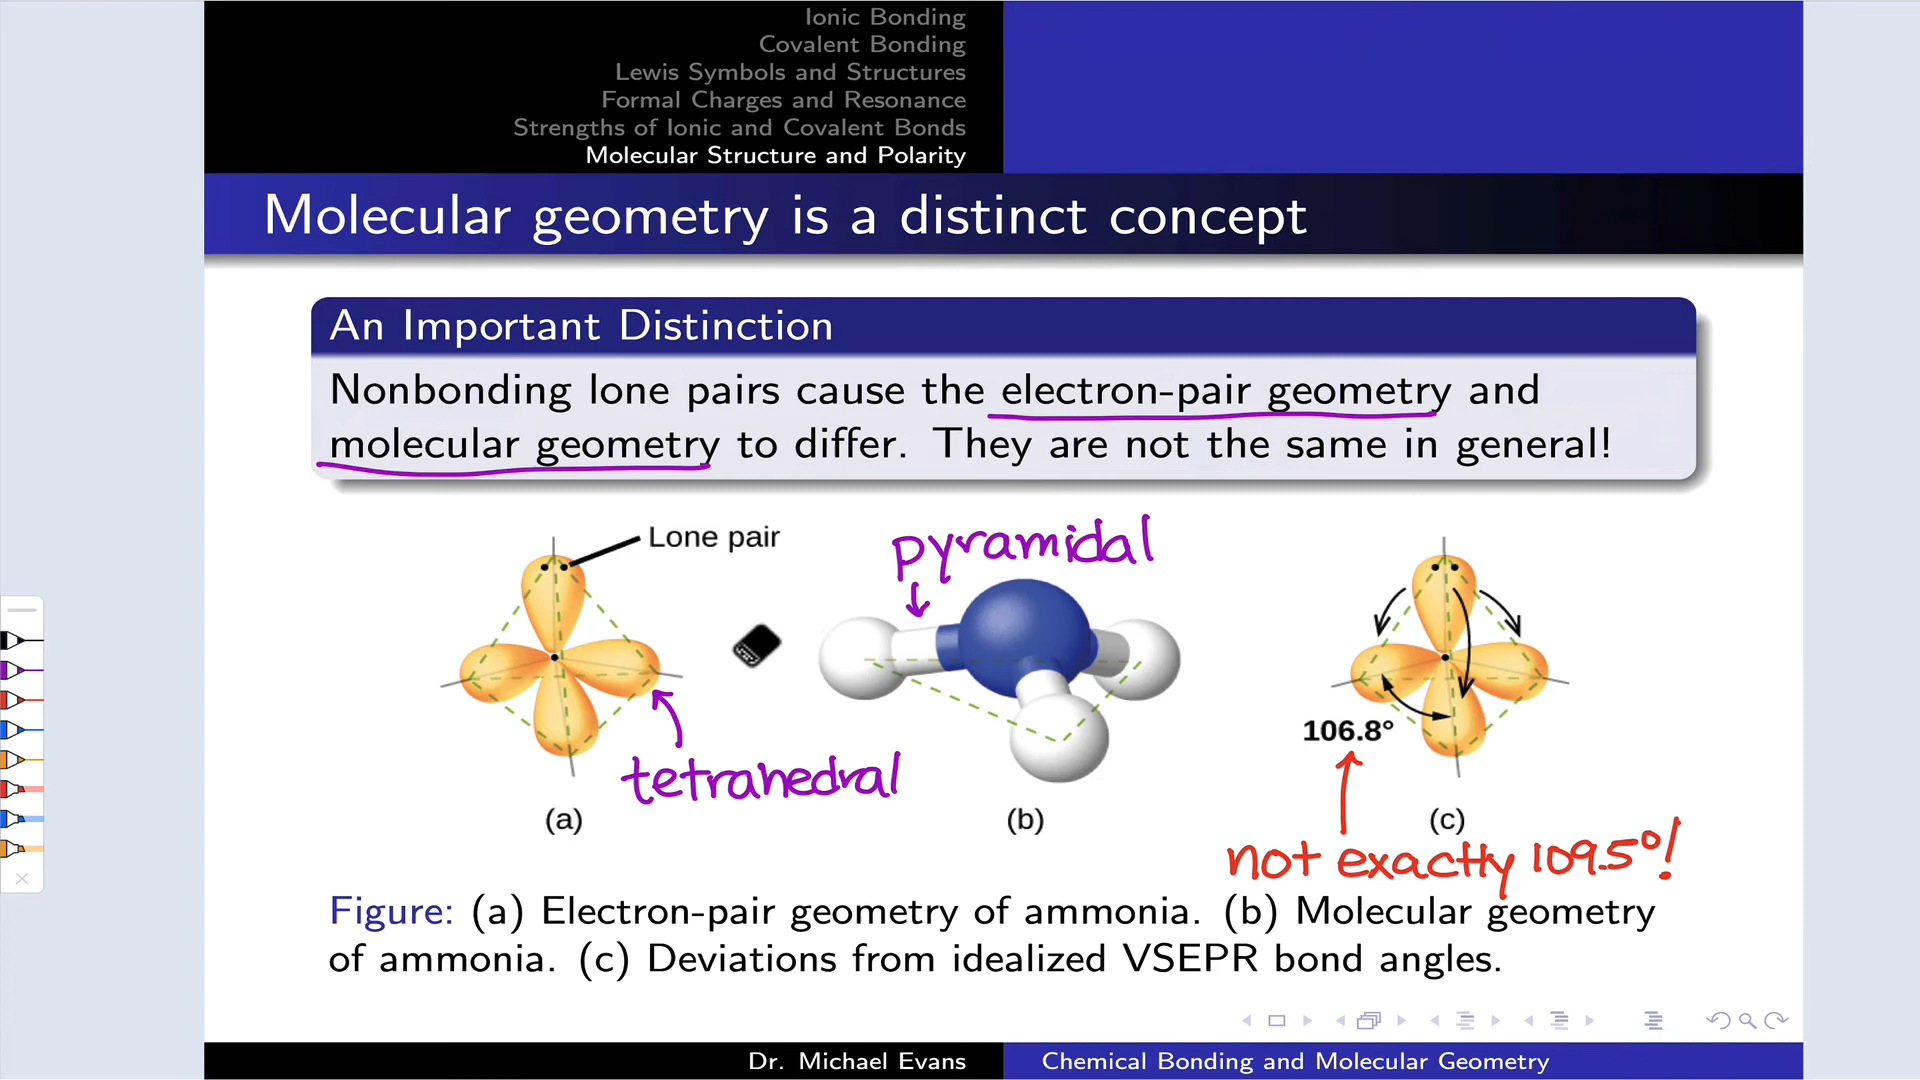 Ionic Bonding
Covalent Bonding
Lewis Symbols and Structures
Formal Charges and Resonance
Strengths of Ionic and Covalent Bonds
Molecular Structure and Polarity
Molecular geometry is a distinct concept
An Important Distinction
Nonbonding lone pairs cause the electron-pair geometry and
molecular geometry to differ. They are not the same in general!
Lone pair
pyramidal
tetrahedral
106.8°
(a)
(b)
(c)
not exactly 109.5°!
Figure: (a) Electron-pair geometry of ammonia. (b) Molecular geometry
of ammonia. (c) Deviations from idealized VSEPR bond angles.
Dr. Michael Evans
Chemical Bonding and Molecular Geometry